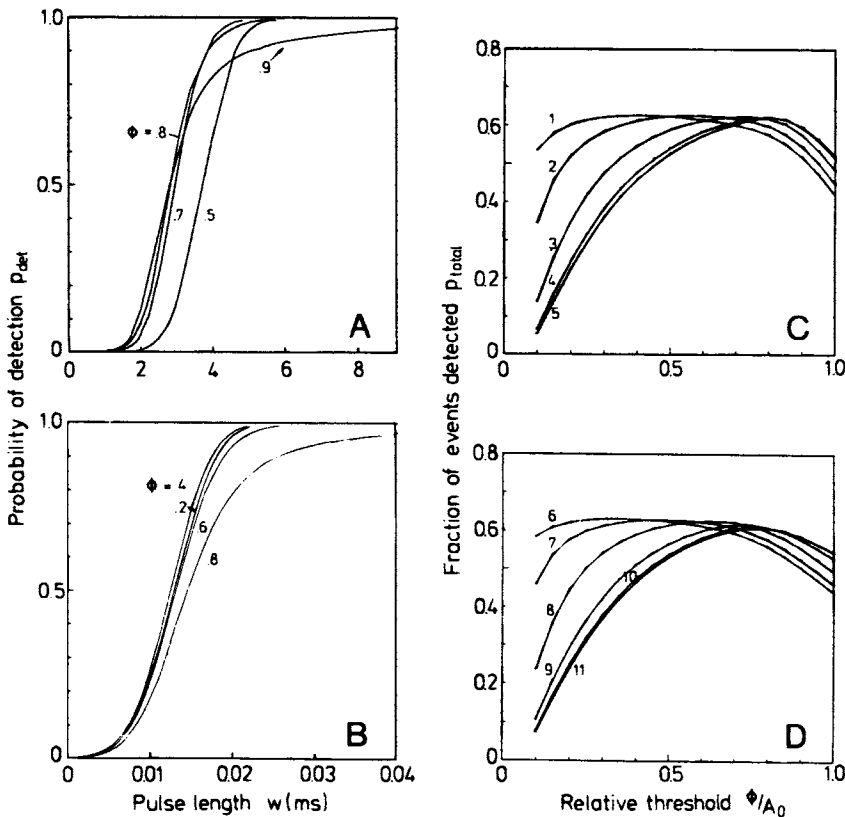 Probability of detection pdet
1.0
0.5
0
Φ = .8
.7
.5
.9
A
0 2 4 6 8
1.0
0.5
0
Φ = .4
.2
.6
.8
B
0 0.01 0.02 0.03 0.04
Pulse length w(ms)
Fraction of events detected ptotal
0.8
0.6
0.4
0.2
0
1
2
3
4
5
C
0 0.5 1.0
0.8
0.6
0.4
0.2
0
6
7
8
9
10
11
D
0 0.5 1.0
Relative threshold Φ/A0